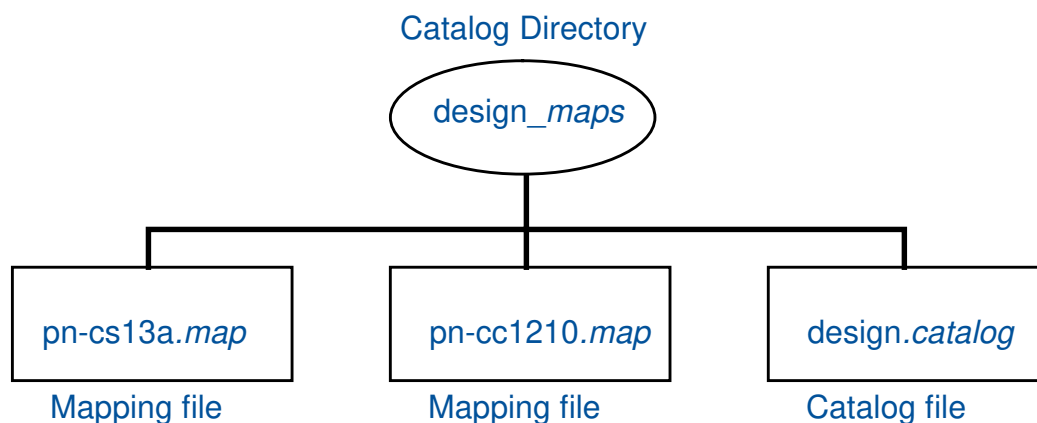 Catalog Directory
design_maps
pn-cs13a.map
pn-cc1210.map
design.catalog
Mapping file
Mapping file
Catalog file